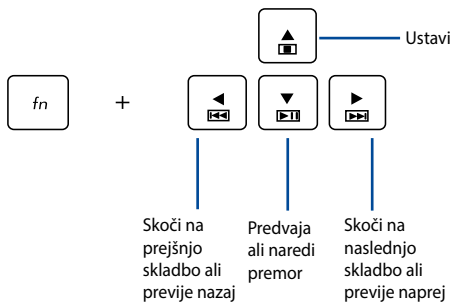 Ustavi
fn +
Skoči na
prejšnjo
skladbo ali
previje nazaj
Predvaja
ali naredi
premor
Skoči na
naslednjo
skladbo ali
previje naprej